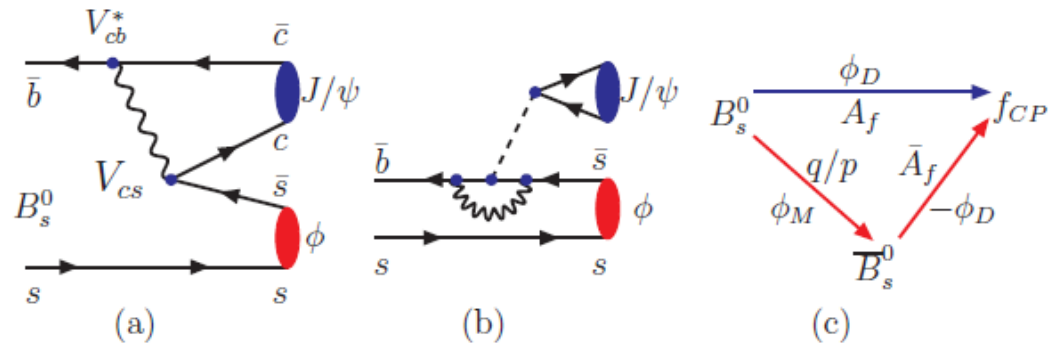 V*cb
b̄
c̄
J/ψ
c
Vcs
s̄
B⁰s
φ
s
s
(a)
J/ψ
b̄
s̄
φ
s
s
(b)
ϕD
B⁰s
Af
fCP
q/p
Āf
ϕM
−ϕD
B̄⁰s
(c)